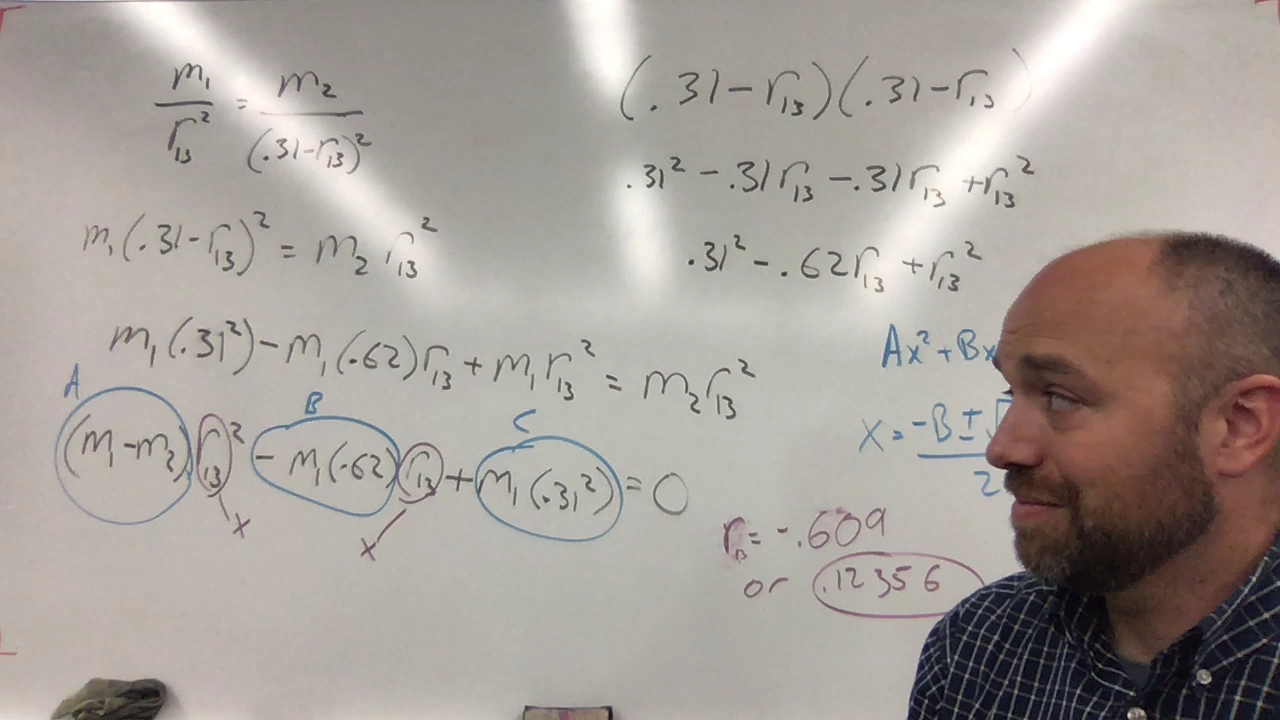 m₁/r₁₃² = m₂/(.31-r₁₃)²
m₁(.31-r₁₃)² = m₂ r₁₃²
m₁(.31²)-m₁(.62)r₁₃+m₁r₁₃² = m₂r₁₃²
A B C
(m₁-m₂) r₁₃² - m₁(.62) r₁₃ + m₁(.31²) = 0
x x
(.31-r₁₃)(.31-r₁₃)
.31² -.31r₁₃ -.31r₁₃ +r₁₃²
.31² -.62r₁₃ +r₁₃²
Ax² + Bx
x = -B±√ / 2
r₁₃ = -.609
or .12356